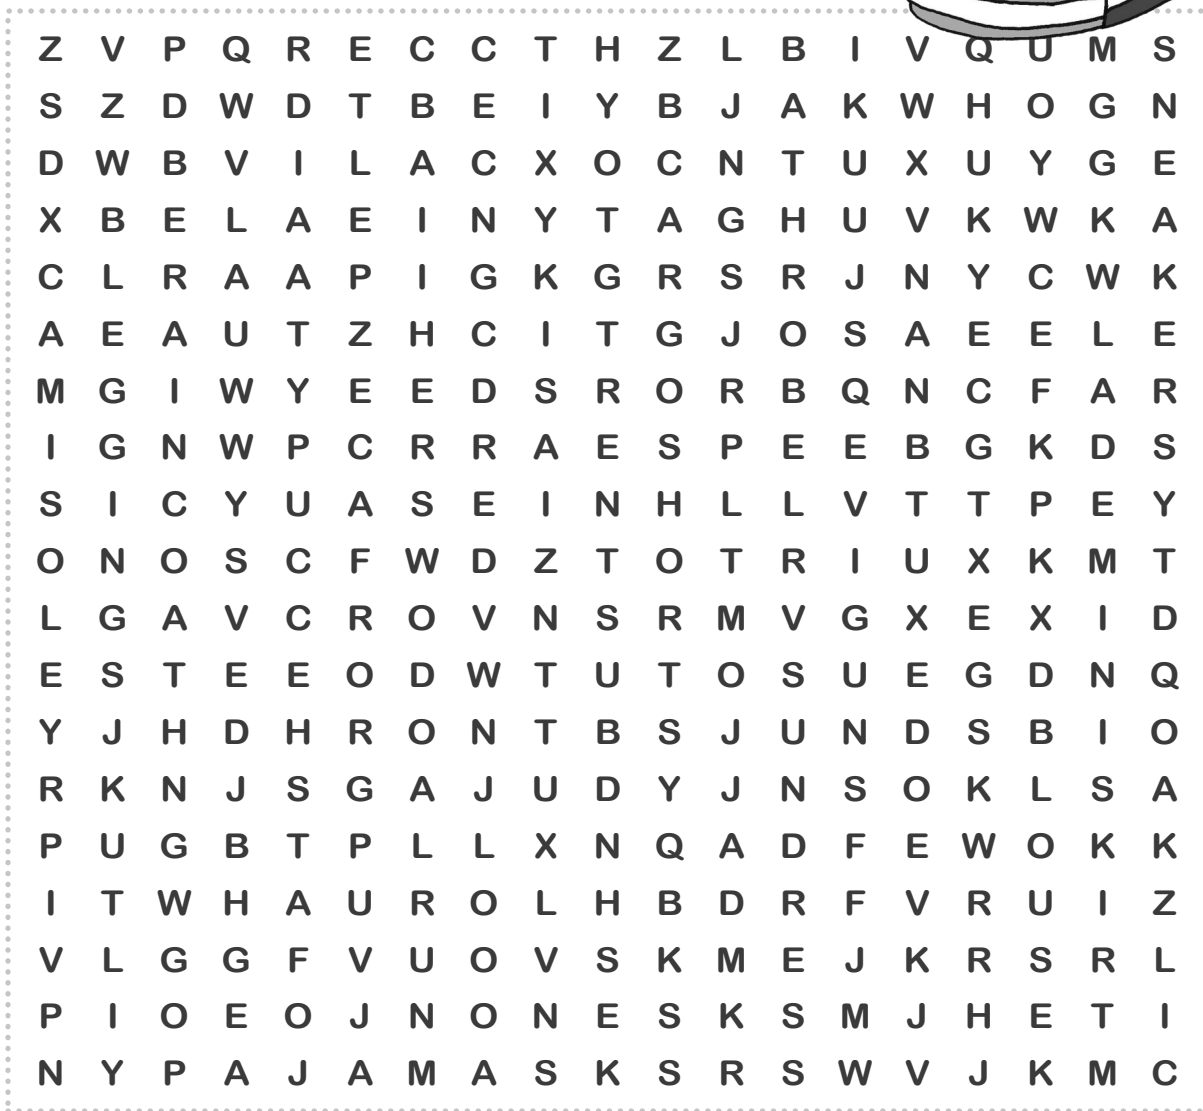 Z V P Q R E C C T H Z L B I V Q U M S
S Z D W D T B E I Y B J A K W H O G N
D W B V I L A C X O C N T U X U Y G E
X B E L A E I N Y T A G H U V K W K A
C L R A A P I G K G R S R J N Y C W K
A E A U T Z H C I T G J O S A E E L E
M G I W Y E E D S R O R B Q N C F A R
I G N W P C R R A E S P E E B G K D S
S I C Y U A S E I N H L L V T T P E Y
O N O S C F W D Z T O T R I U X K M T
L G A V C R O V N S R M V G X E X I D
E S T E E O D W T U T O S U E G D N Q
Y J H D H R O N T B S J U N D S B I O
R K N J S G A J U D Y J N S O K L S A
P U G B T P L L X N Q A D F E W O K K
I T W H A U R O L H B D R F V R U I Z
V L G G F V U O V S K M E J K R S R L
P I O E O J N O N E S K S M J H E T I
N Y P A J A M A S K S R S W V J K M C